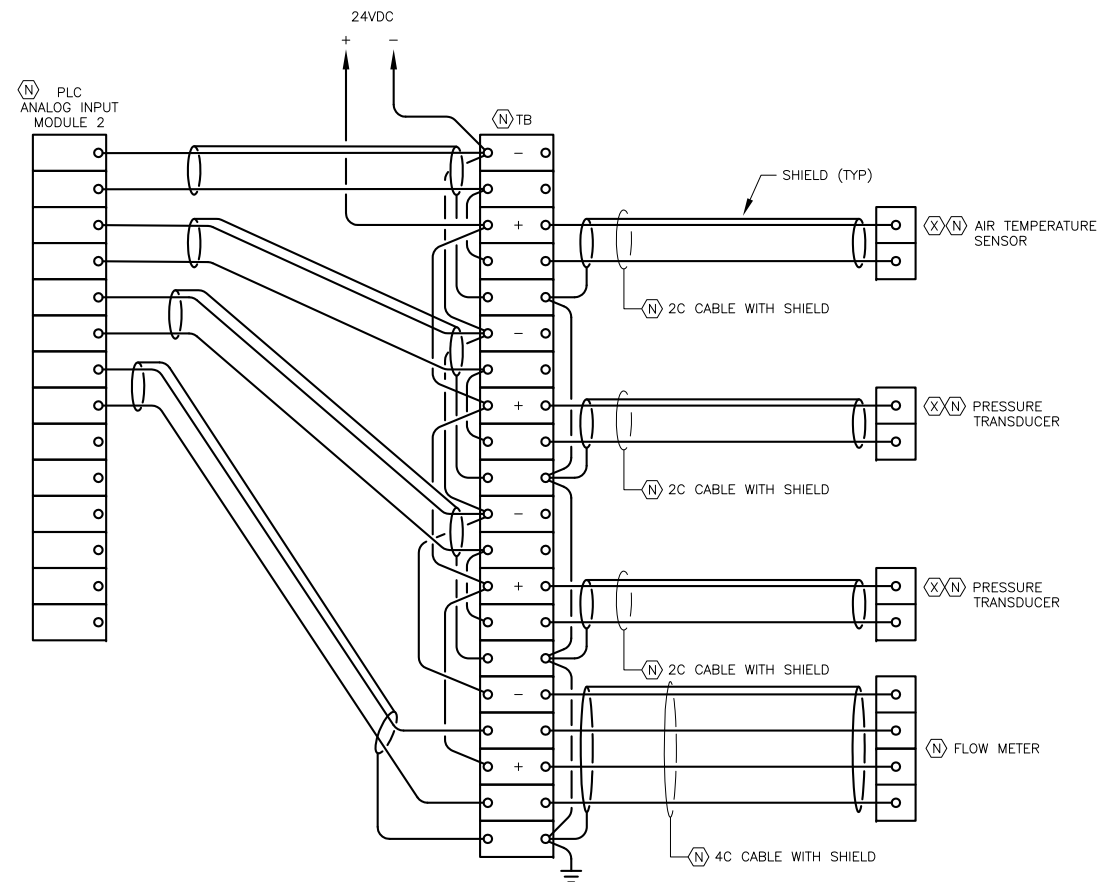 24VDC
+ −
N PLC
ANALOG INPUT
MODULE 2
N TB
−
SHIELD (TYP)
+
X N AIR TEMPERATURE
SENSOR
N 2C CABLE WITH SHIELD
−
+
X N PRESSURE
TRANSDUCER
N 2C CABLE WITH SHIELD
−
+
X N PRESSURE
TRANSDUCER
N 2C CABLE WITH SHIELD
−
N FLOW METER
+
N 4C CABLE WITH SHIELD